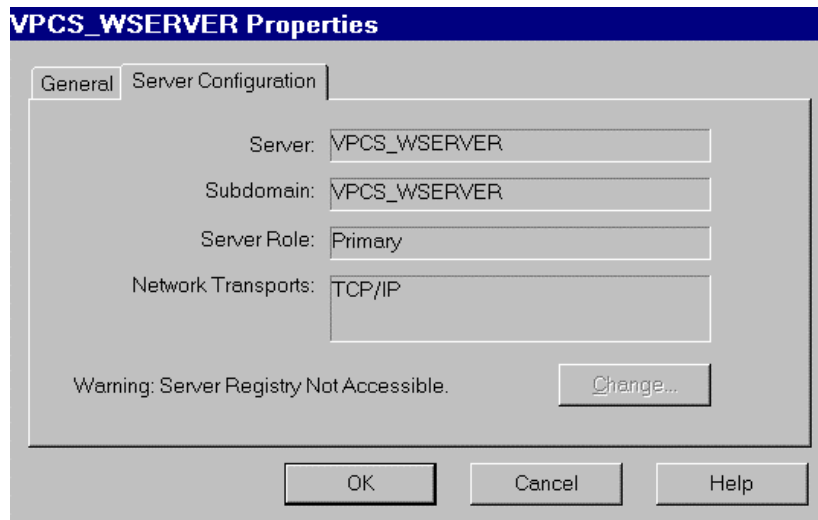 VPCS_WSERVER Properties
General
Server Configuration
Server: VPCS_WSERVER
Subdomain: VPCS_WSERVER
Server Role: Primary
Network Transports: TCP/IP
Warning: Server Registry Not Accessible. Change...
OK Cancel Help